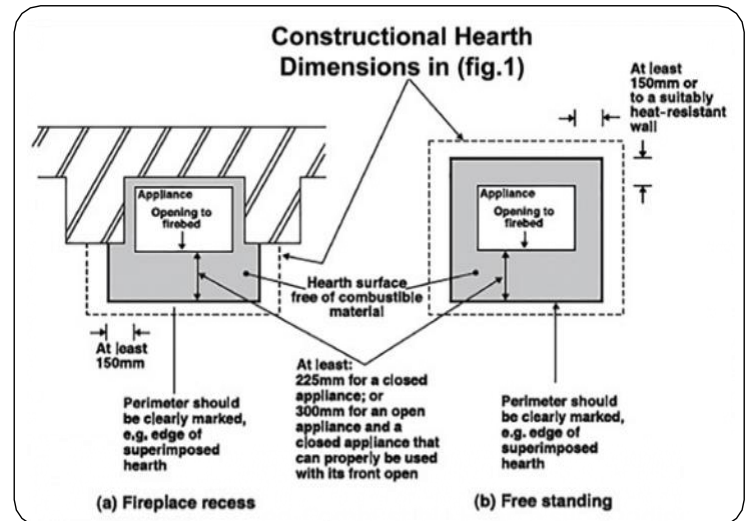 Constructional Hearth
Dimensions in (fig.1)
At least
150mm or
to a suitably
heat-resistant
wall
Appliance
Opening to
firebed
Appliance
Opening to
firebed
Hearth surface
free of combustible
material
At least
150mm
Perimeter should
be clearly marked,
e.g. edge of
superimposed
hearth
At least:
225mm for a closed
appliance; or
300mm for an open
appliance and a
closed appliance that
can properly be used
with its front open
Perimeter should
be clearly marked,
e.g. edge of
superimposed
hearth
(a) Fireplace recess
(b) Free standing